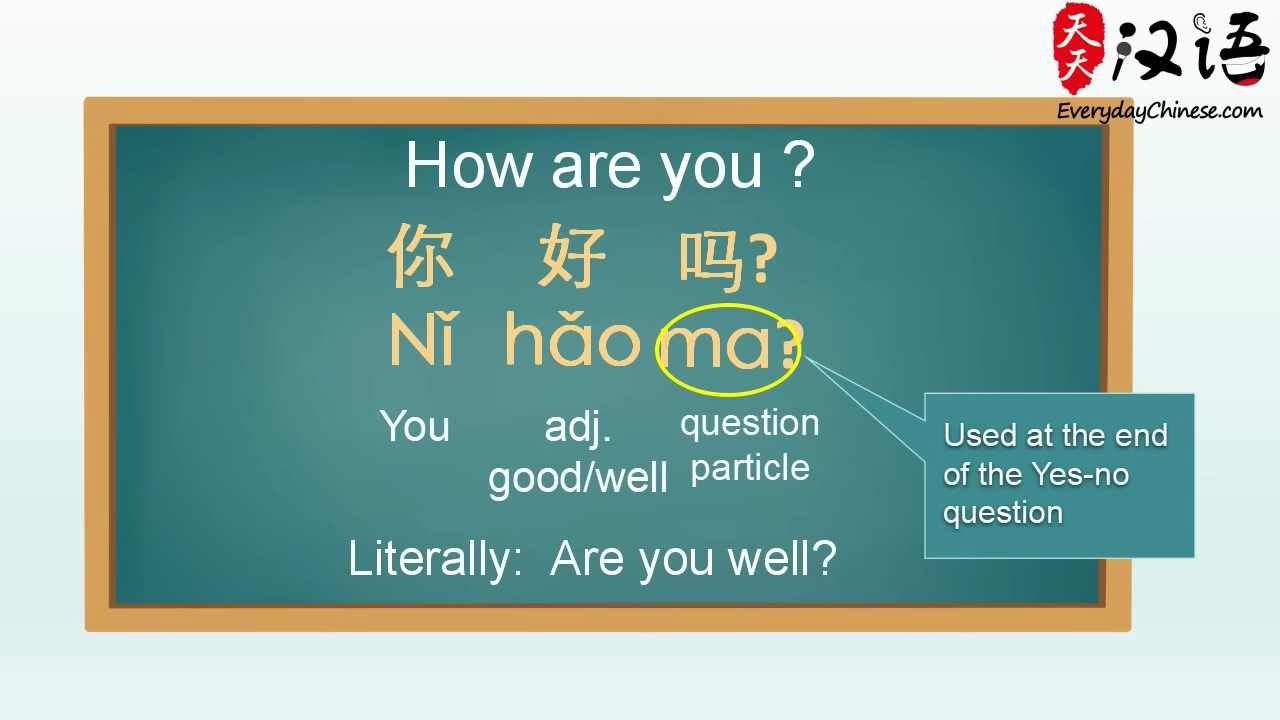 天天 汉语
EverydayChinese.com
How are you ?
你 好 吗?
Nǐ hǎo ma?
You adj. question
good/well particle
Literally: Are you well?
Used at the end
of the Yes-no
question